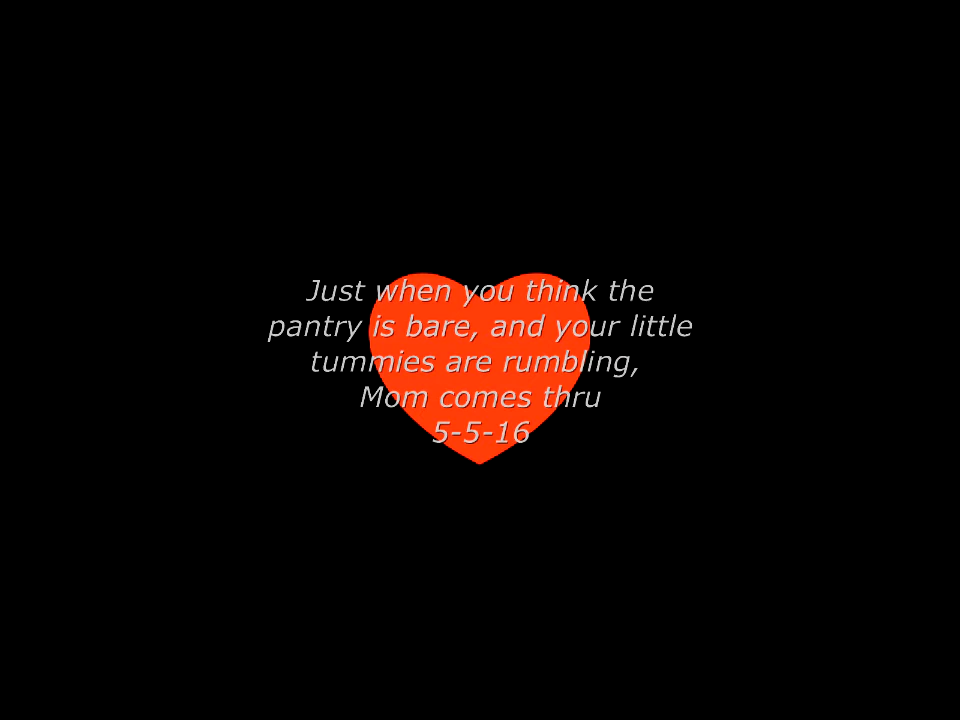 Just when you think the
pantry is bare, and your little
tummies are rumbling,
Mom comes thru
5-5-16